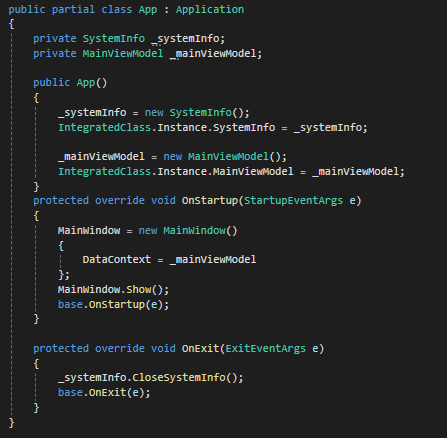 public partial class App : Application
{
    private SystemInfo _systemInfo;
    private MainViewModel _mainViewModel;

    public App()
    {
        _systemInfo = new SystemInfo();
        IntegratedClass.Instance.SystemInfo = _systemInfo;

        _mainViewModel = new MainViewModel();
        IntegratedClass.Instance.MainViewModel = _mainViewModel;
    }
    protected override void OnStartup(StartupEventArgs e)
    {
        MainWindow = new MainWindow()
        {
            DataContext = _mainViewModel
        };
        MainWindow.Show();
        base.OnStartup(e);
    }

    protected override void OnExit(ExitEventArgs e)
    {
        _systemInfo.CloseSystemInfo();
        base.OnExit(e);
    }
}